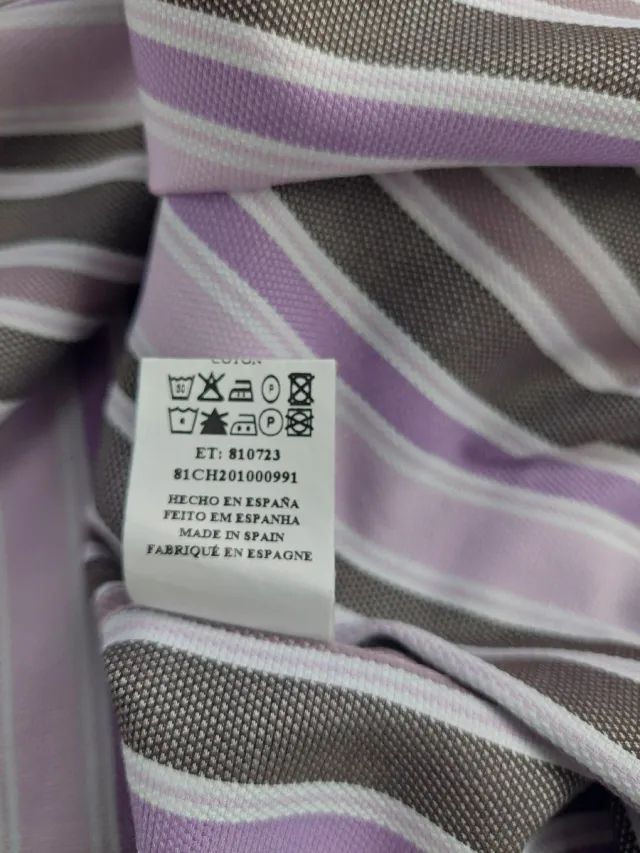 ET: 810723
81CH201000991
HECHO EN ESPAÑA
FEITO EM ESPANHA
MADE IN SPAIN
FABRIQUÉ EN ESPAGNE